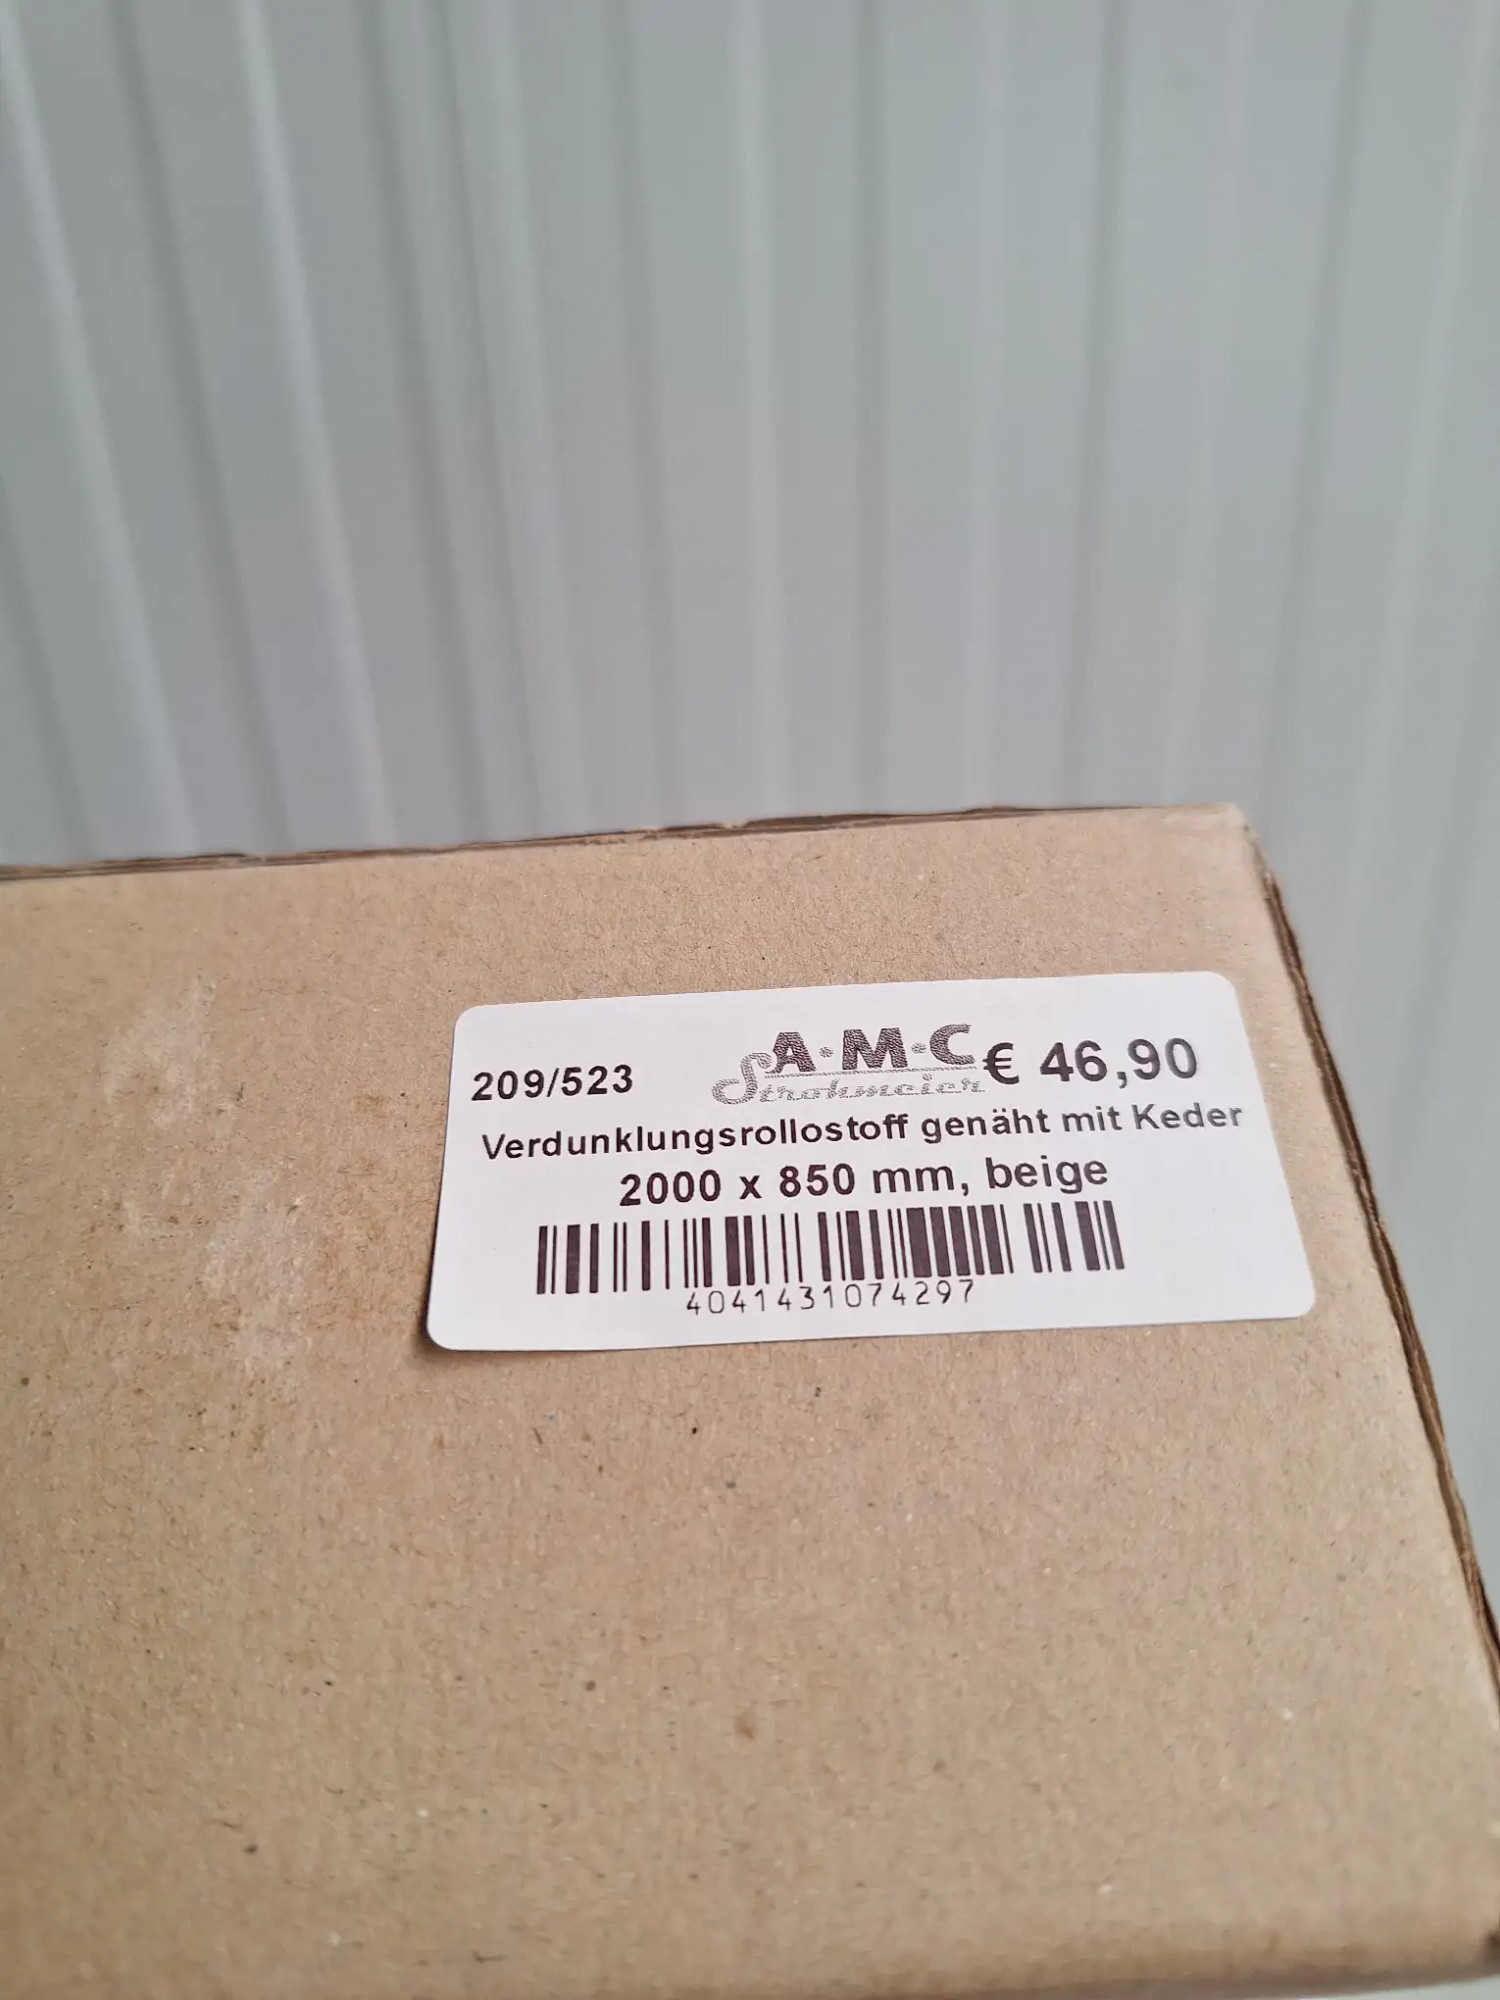 209/523 A·M·C € 46,90
Strohmeier
Verdunklungsrollostoff genäht mit Keder
2000 x 850 mm, beige
4041431074297